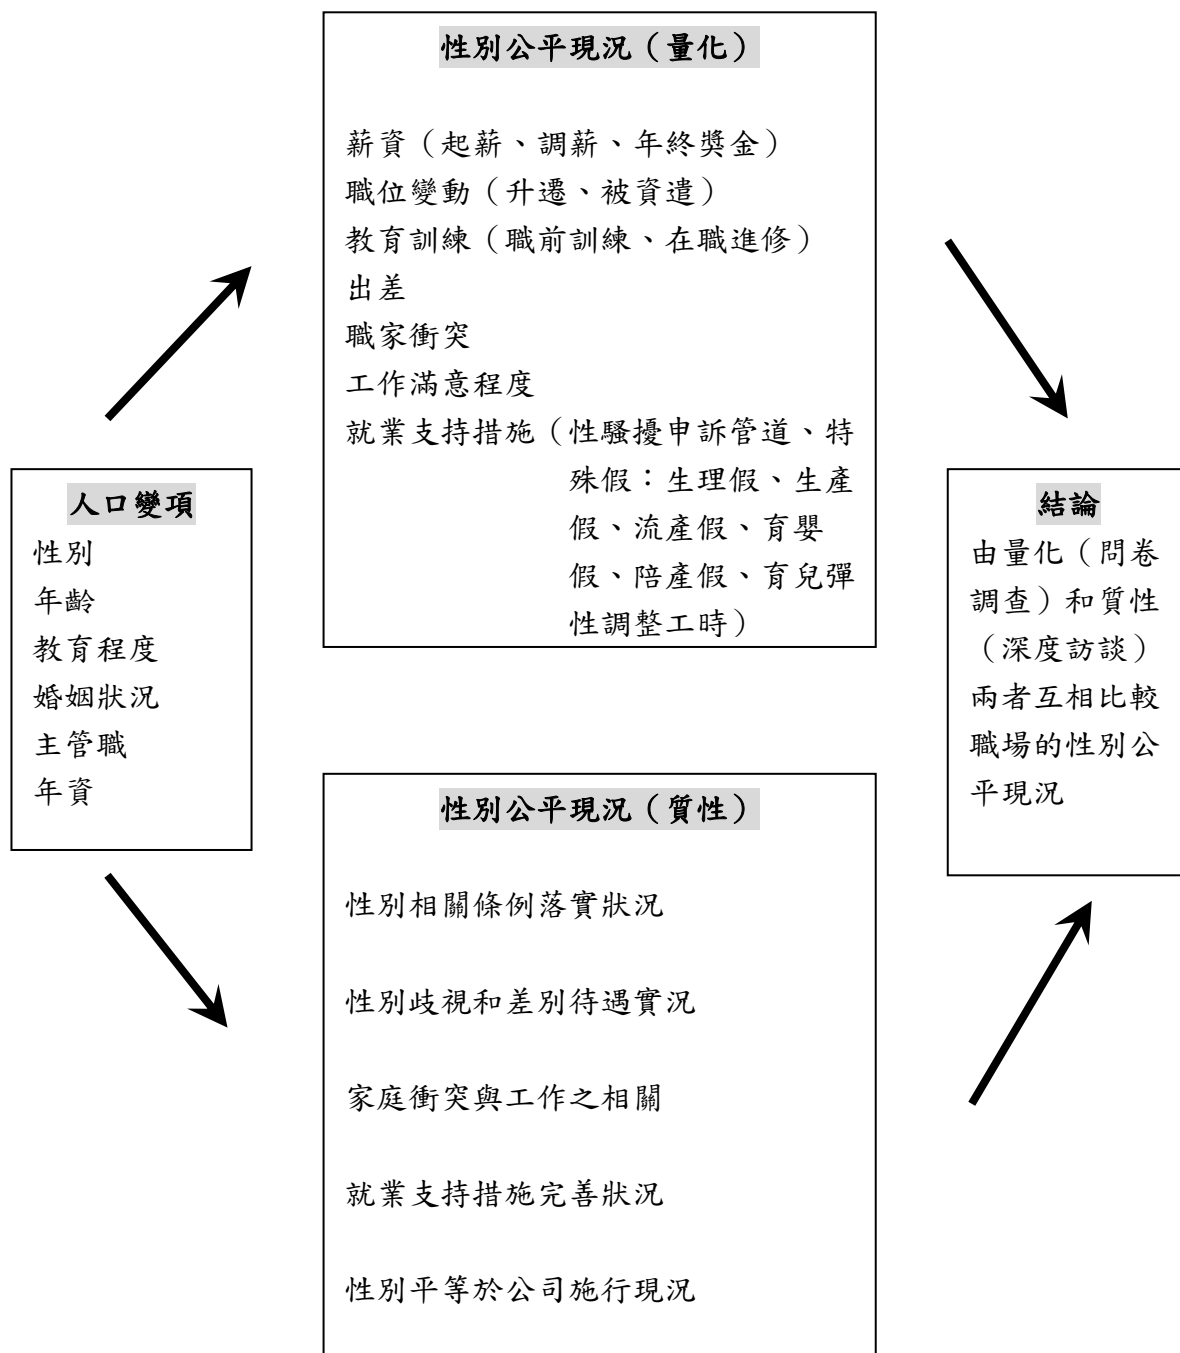 性別公平現況（量化）
薪資（起薪、調薪、年終獎金）
職位變動（升遷、被資遣）
教育訓練（職前訓練、在職進修）
出差
職家衝突
工作滿意程度
就業支持措施（性騷擾申訴管道、特
殊假：生理假、生產
假、流產假、育嬰
假、陪產假、育兒彈
性調整工時）
人口變項
性別
年齡
教育程度
婚姻狀況
主管職
年資
性別公平現況（質性）
性別相關條例落實狀況
性別歧視和差別待遇實況
家庭衝突與工作之相關
就業支持措施完善狀況
性別平等於公司施行現況
結論
由量化（問卷
調查）和質性
（深度訪談）
兩者互相比較
職場的性別公
平現況